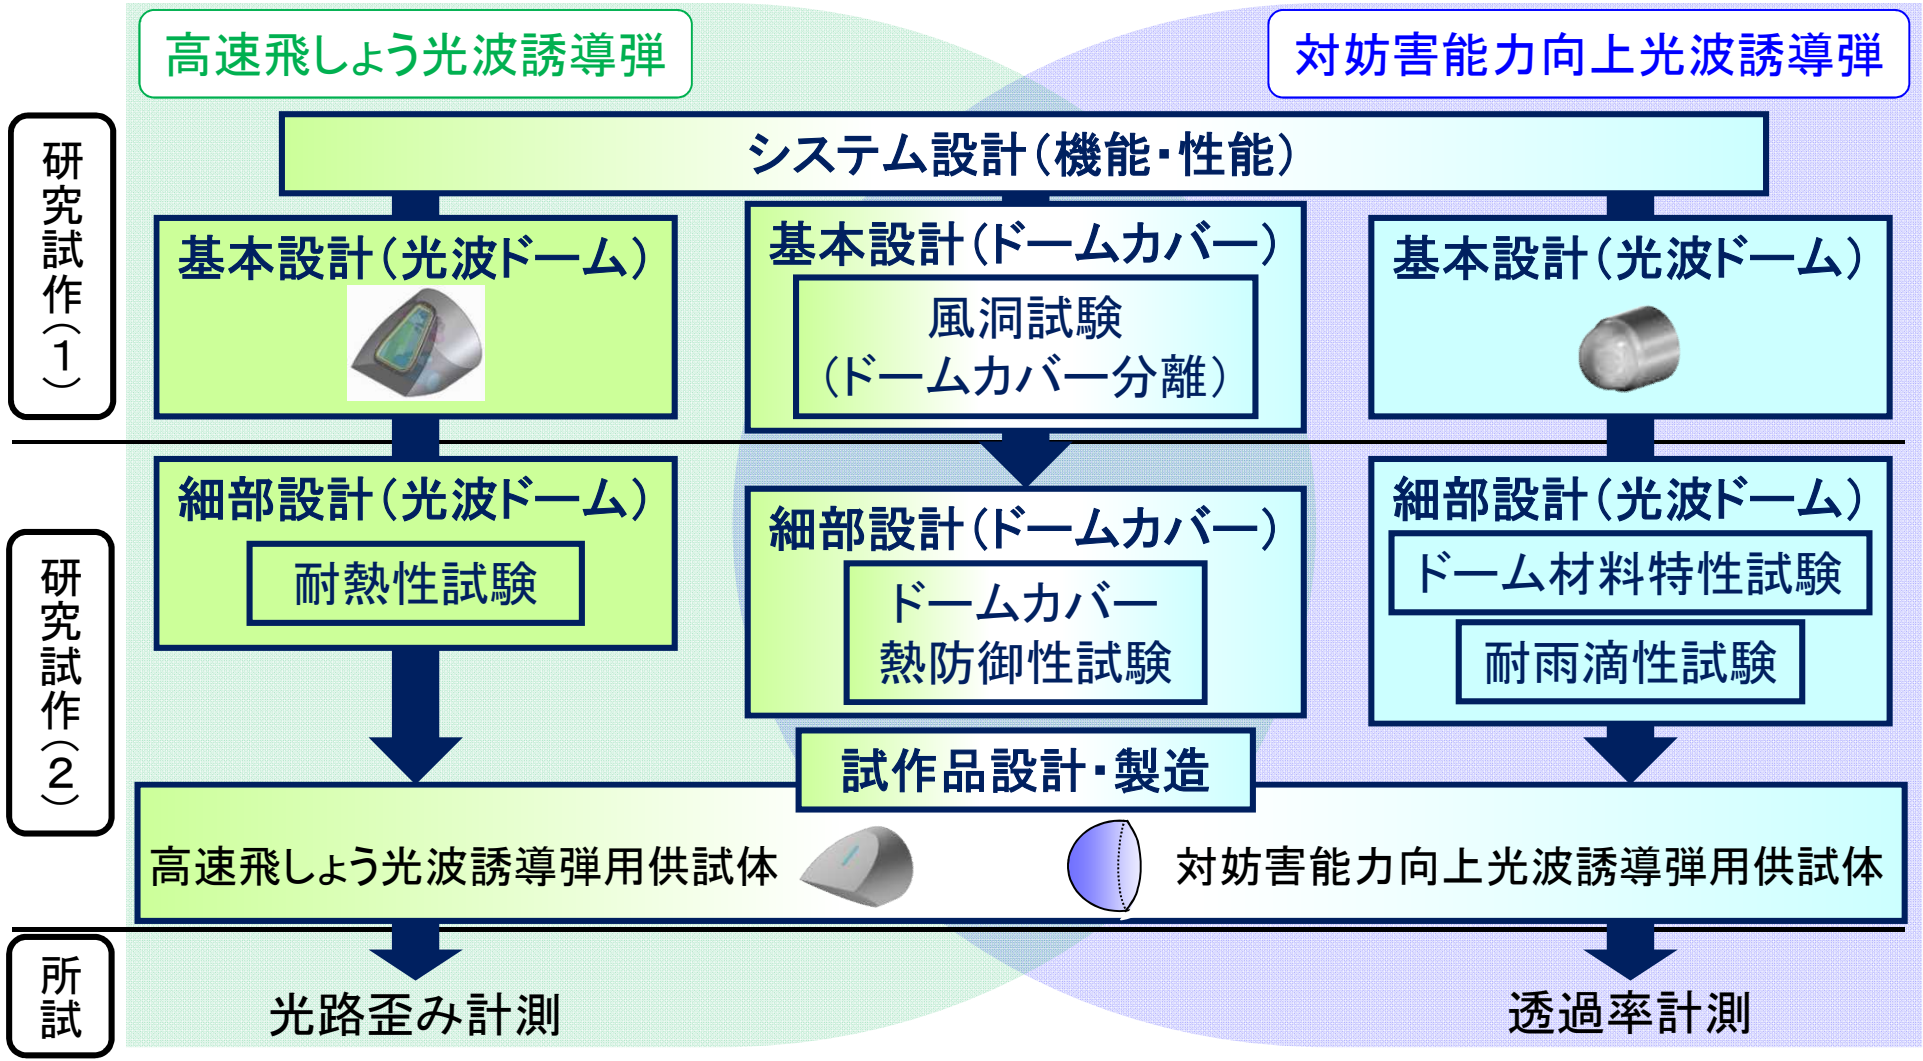 高速飛しょう光波誘導弾
対妨害能力向上光波誘導弾
研究試作(1)
システム設計(機能・性能)
基本設計(光波ドーム)
基本設計(ドームカバー)
風洞試験
(ドームカバー分離)
基本設計(光波ドーム)
研究試作(2)
細部設計(光波ドーム)
耐熱性試験
細部設計(ドームカバー)
ドームカバー
熱防御性試験
細部設計(光波ドーム)
ドーム材料特性試験
耐雨滴性試験
試作品設計・製造
高速飛しょう光波誘導弾用供試体
対妨害能力向上光波誘導弾用供試体
所試
光路歪み計測
透過率計測